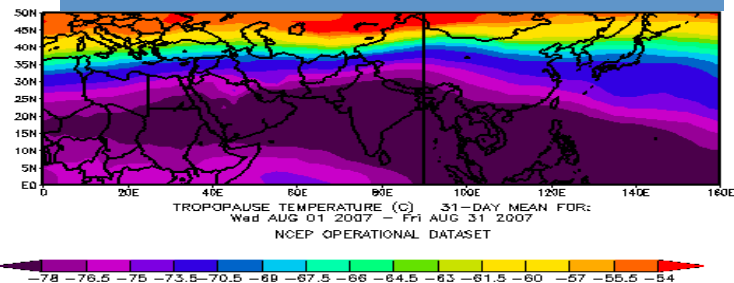 50N
45N
40N
35N
30N
25N
20N
15N
10N
5N
EQ
0 20E 40E 60E 80E 100E 120E 140E 160E
TROPOPAUSE TEMPERATURE (C) 31-DAY MEAN FOR:
Wed AUG 01 2007 – Fri AUG 31 2007
NCEP OPERATIONAL DATASET
-78 -76.5 -75 -73.5 -70.5 -69 -67.5 -66 -64.5 -63 -61.5 -60 -57 -55.5 -54